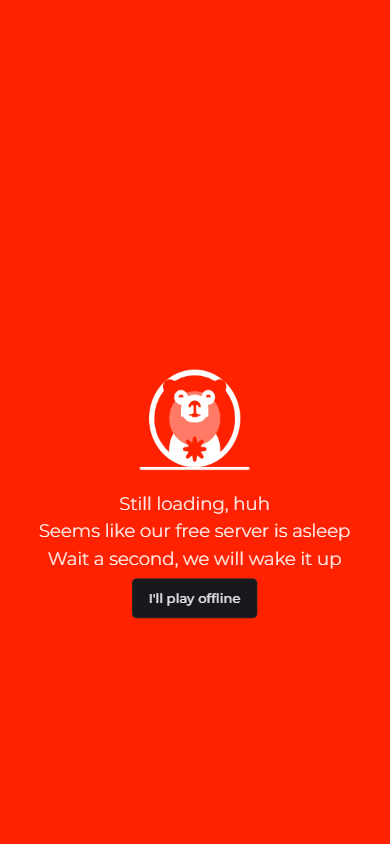 Still loading, huh
Seems like our free server is asleep
Wait a second, we will wake it up
I'll play offline